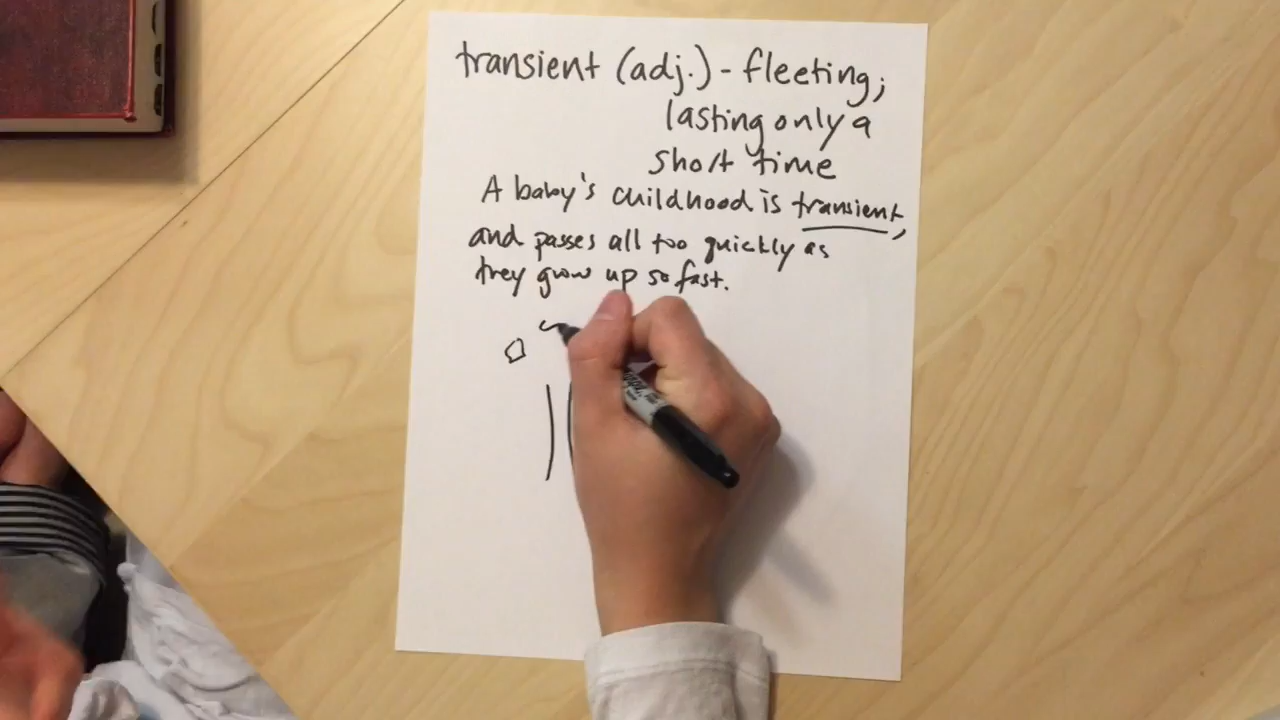 transient (adj.) - fleeting;
lasting only a
short time
A baby's childhood is transient,
and passes all too quickly as
they grow up so fast.